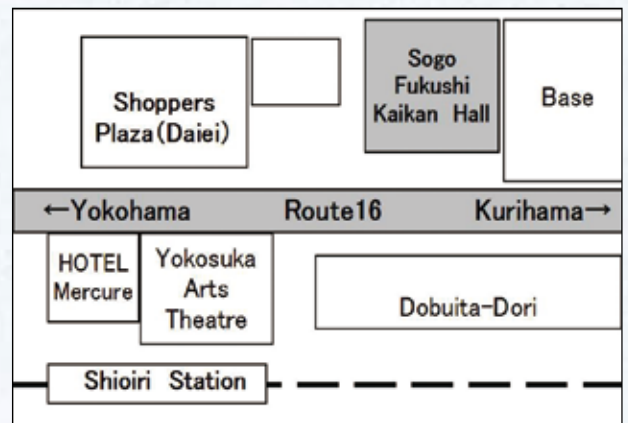 Shoppers
Plaza(Daiei)
Sogo
Fukushi
Kaikan Hall
Base
←Yokohama Route16 Kurihama→
HOTEL
Mercure
Yokosuka
Arts
Theatre
Dobuita-Dori
Shioiri Station